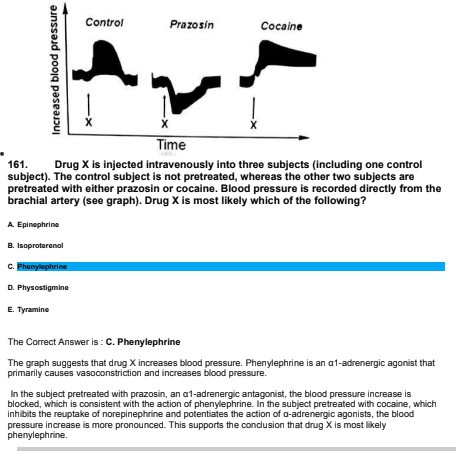 Control Prazosin Cocaine
Increased blood pressure
X X X
Time
161. Drug X is injected intravenously into three subjects (including one control
subject). The control subject is not pretreated, whereas the other two subjects are
pretreated with either prazosin or cocaine. Blood pressure is recorded directly from the
brachial artery (see graph). Drug X is most likely which of the following?
A. Epinephrine
B. Isoproterenol
C. Phenylephrine
D. Physostigmine
E. Tyramine
The Correct Answer is : C. Phenylephrine
The graph suggests that drug X increases blood pressure. Phenylephrine is an α1-adrenergic agonist that
primarily causes vasoconstriction and increases blood pressure.
In the subject pretreated with prazosin, an α1-adrenergic antagonist, the blood pressure increase is
blocked, which is consistent with the action of phenylephrine. In the subject pretreated with cocaine, which
inhibits the reuptake of norepinephrine and potentiates the action of α-adrenergic agonists, the blood
pressure increase is more pronounced. This supports the conclusion that drug X is most likely
phenylephrine.